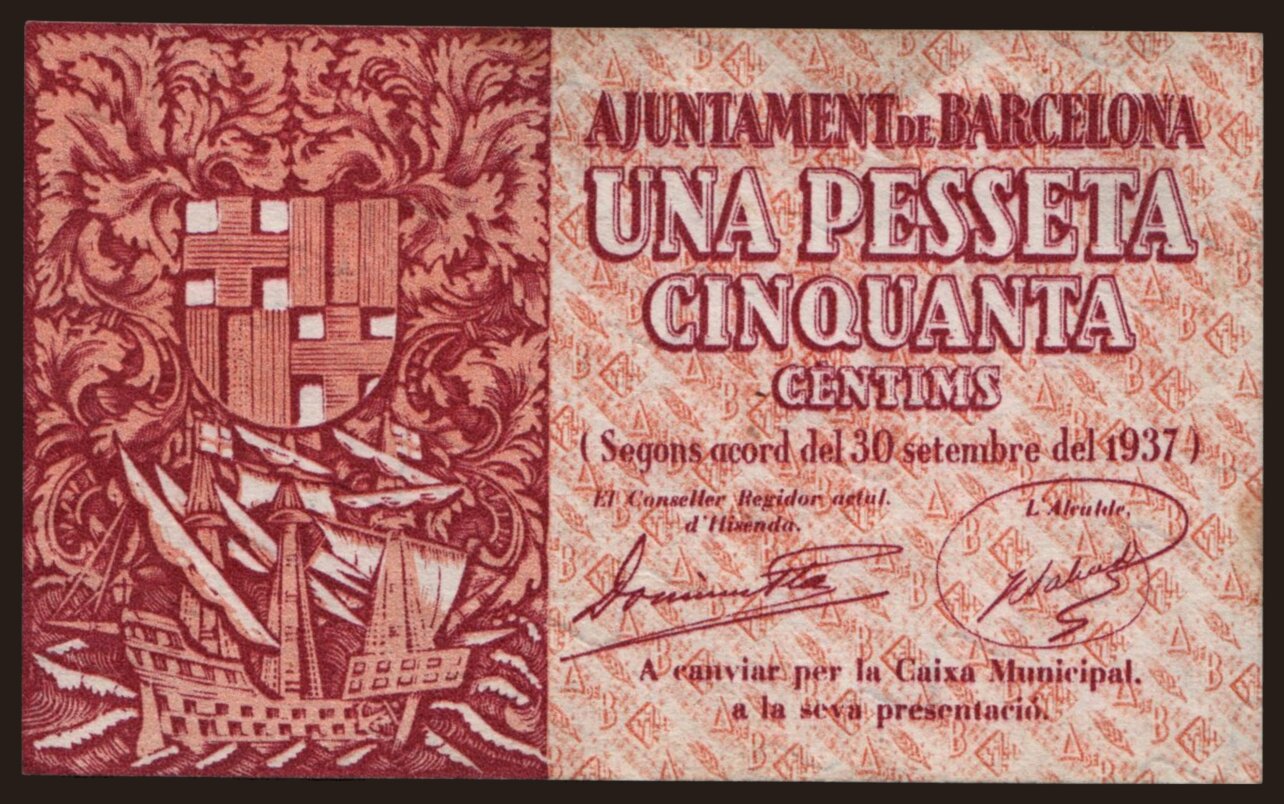 AJUNTAMENT DE BARCELONA
UNA PESSETA
CINQUANTA
CÈNTIMS
(Segons acord del 30 setembre del 1937)
El Conseller Regidor actal.
d'Hisenda.
L'Alcalde,
A canviar per la Caixa Municipal.
a la seva presentació.